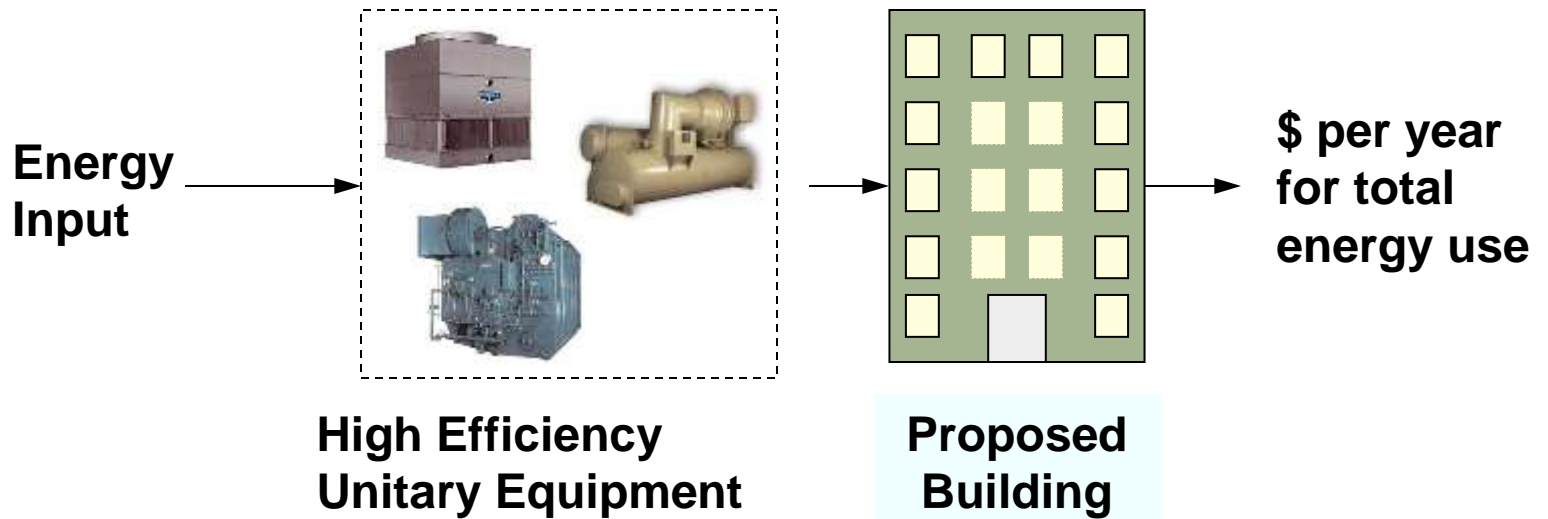 Energy
Input
High Efficiency
Unitary Equipment
Proposed
Building
$ per year
for total
energy use